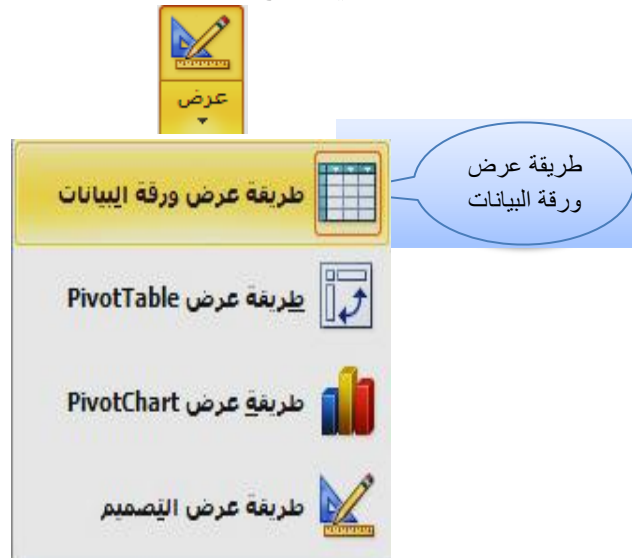 عرض
طريقة عرض ورقة البيانات
طريقة عرض
ورقة البيانات
طريقة عرض PivotTable
طريقة عرض PivotChart
طريقة عرض التصميم